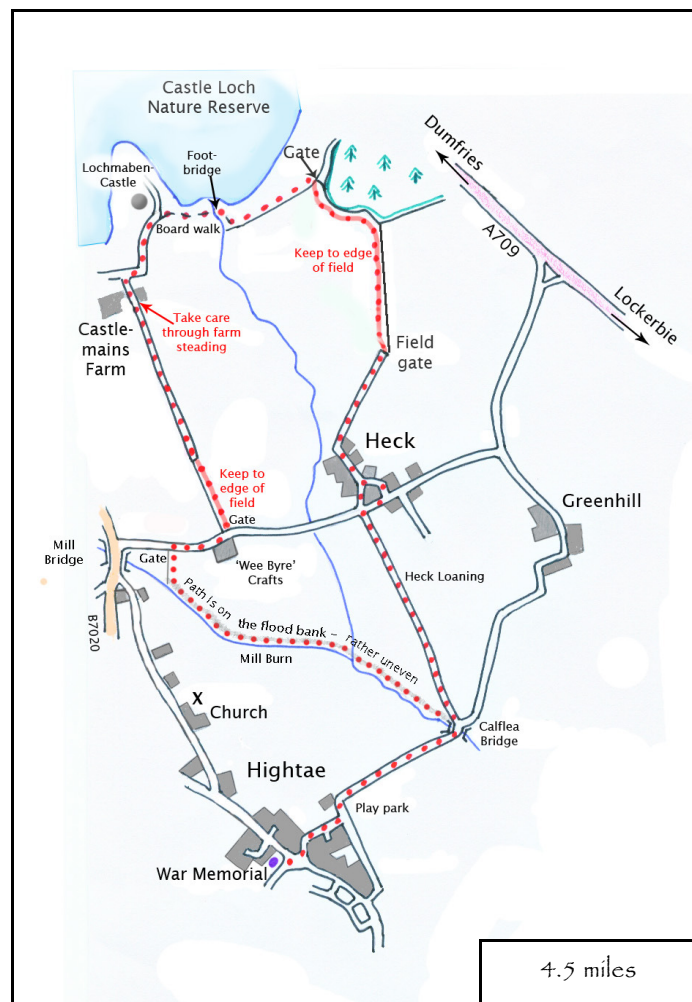 Castle Loch
Nature Reserve
Dumfries
Foot-
bridge
Gate
Lochmaben-
Castle
A709
Board walk
Keep to edge
of field
Lockerbie
Take care
through farm
steading
Castle-
mains
Farm
Field
gate
Heck
Keep to
edge of
field
Gate
Greenhill
Mill
Bridge
Gate
'Wee Byre'
Crafts
Heck Loaning
B7020
Path is on the flood bank – rather uneven
Mill Burn
X
Church
Calflea
Bridge
Hightae
Play park
War Memorial
4.5 miles